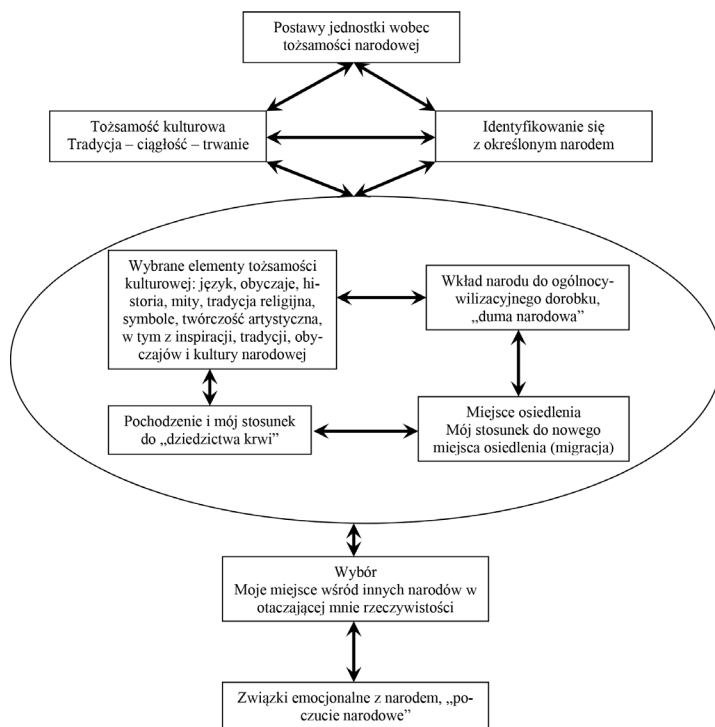 Postawy jednostki wobec
tożsamości narodowej
Tożsamość kulturowa
Tradycja – ciągłość – trwanie
Identyfikowanie się
z określonym narodem
Wybrane elementy tożsamości
kulturowej: język, obyczaje, hi-
storia, mity, tradycja religijna,
symbole, twórczość artystyczna,
w tym z inspiracji, tradycji, oby-
czajów i kultury narodowej
Wkład narodu do ogólnocy-
wilizacyjnego dorobku,
„duma narodowa”
Pochodzenie i mój stosunek
do „dziedzictwa krwi”
Miejsce osiedlenia
Mój stosunek do nowego
miejsca osiedlenia (migracja)
Wybór
Moje miejsce wśród innych narodów w
otaczającej mnie rzeczywistości
Związki emocjonalne z narodem, „po-
czucie narodowe”